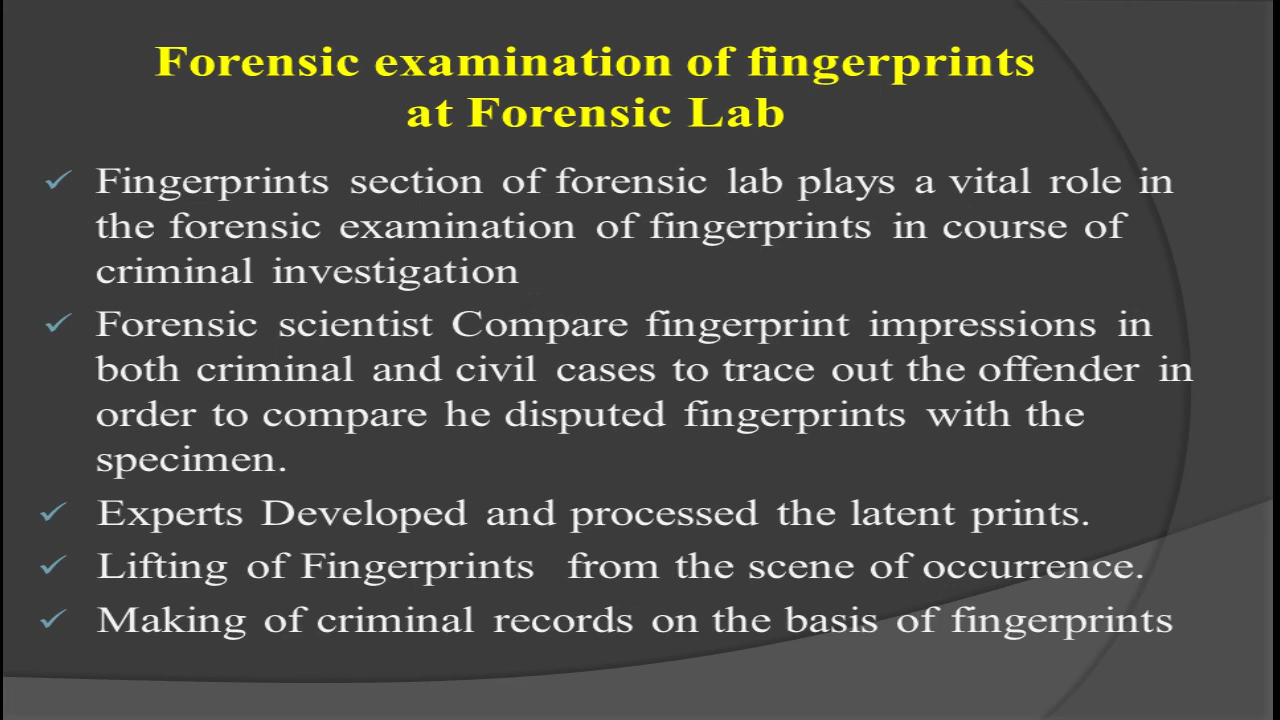 Forensic examination of fingerprints
at Forensic Lab
✓ Fingerprints section of forensic lab plays a vital role in
the forensic examination of fingerprints in course of
criminal investigation
✓ Forensic scientist Compare fingerprint impressions in
both criminal and civil cases to trace out the offender in
order to compare he disputed fingerprints with the
specimen.
✓ Experts Developed and processed the latent prints.
✓ Lifting of Fingerprints from the scene of occurrence.
✓ Making of criminal records on the basis of fingerprints